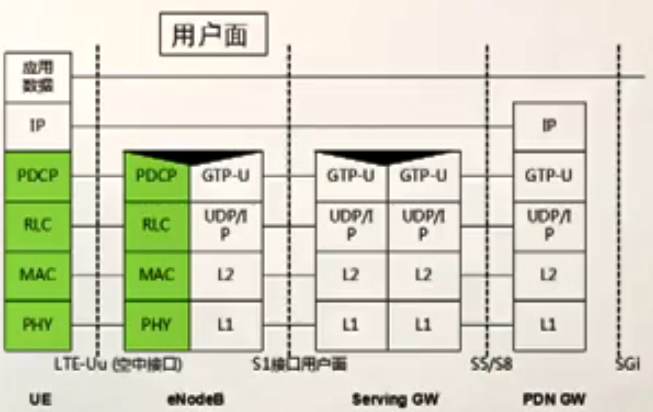 用户面
应用
数据
IP
IP
PDCP
PDCP
GTP-U
GTP-U
GTP-U
GTP-U
RLC
RLC
UDP/I
P
UDP/I
P
UDP/I
P
UDP/I
P
MAC
MAC
L2
L2
L2
L2
PHY
PHY
L1
L1
L1
L1
LTE-Uu (空中接口)
S1接口用户面
S5/S8
SGi
UE
eNodeB
Serving GW
PDN GW